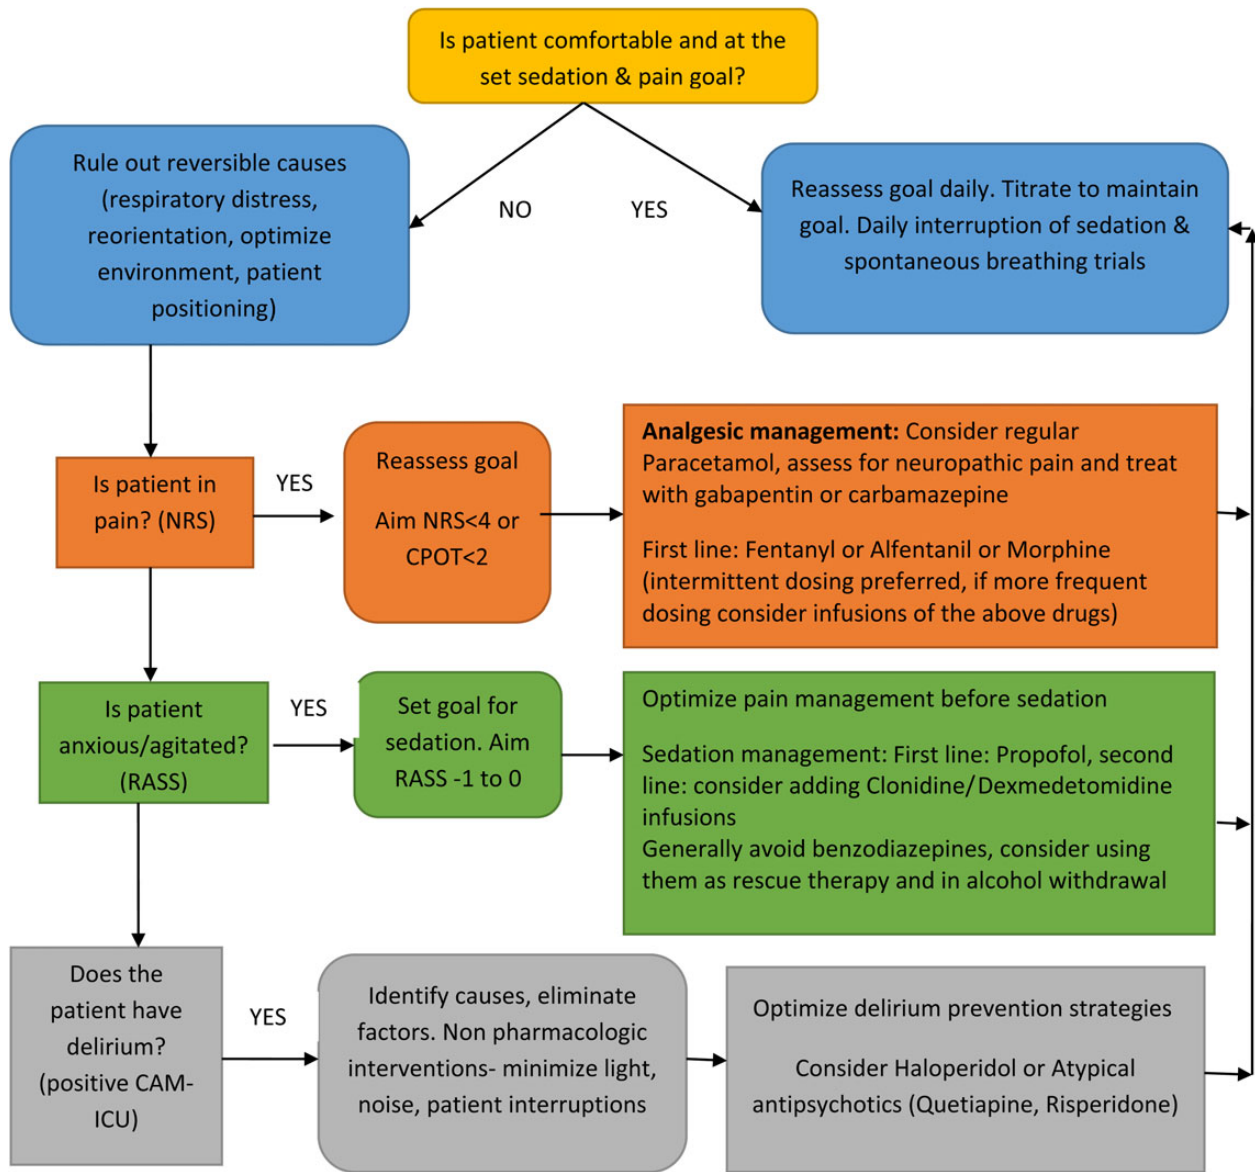 Is patient comfortable and at the
set sedation & pain goal?
Rule out reversible causes
(respiratory distress,
reorientation, optimize
environment, patient
positioning)
NO
YES
Reassess goal daily. Titrate to maintain
goal. Daily interruption of sedation &
spontaneous breathing trials
Is patient in
pain? (NRS)
YES
Reassess goal
Aim NRS<4 or
CPOT<2
Analgesic management: Consider regular
Paracetamol, assess for neuropathic pain and treat
with gabapentin or carbamazepine
First line: Fentanyl or Alfentanil or Morphine
(intermittent dosing preferred, if more frequent
dosing consider infusions of the above drugs)
Is patient
anxious/agitated?
(RASS)
YES
Set goal for
sedation. Aim
RASS -1 to 0
Optimize pain management before sedation
Sedation management: First line: Propofol, second
line: consider adding Clonidine/Dexmedetomidine
infusions
Generally avoid benzodiazepines, consider using
them as rescue therapy and in alcohol withdrawal
Does the
patient have
delirium?
(positive CAM-
ICU)
YES
Identify causes, eliminate
factors. Non pharmacologic
interventions- minimize light,
noise, patient interruptions
Optimize delirium prevention strategies
Consider Haloperidol or Atypical
antipsychotics (Quetiapine, Risperidone)